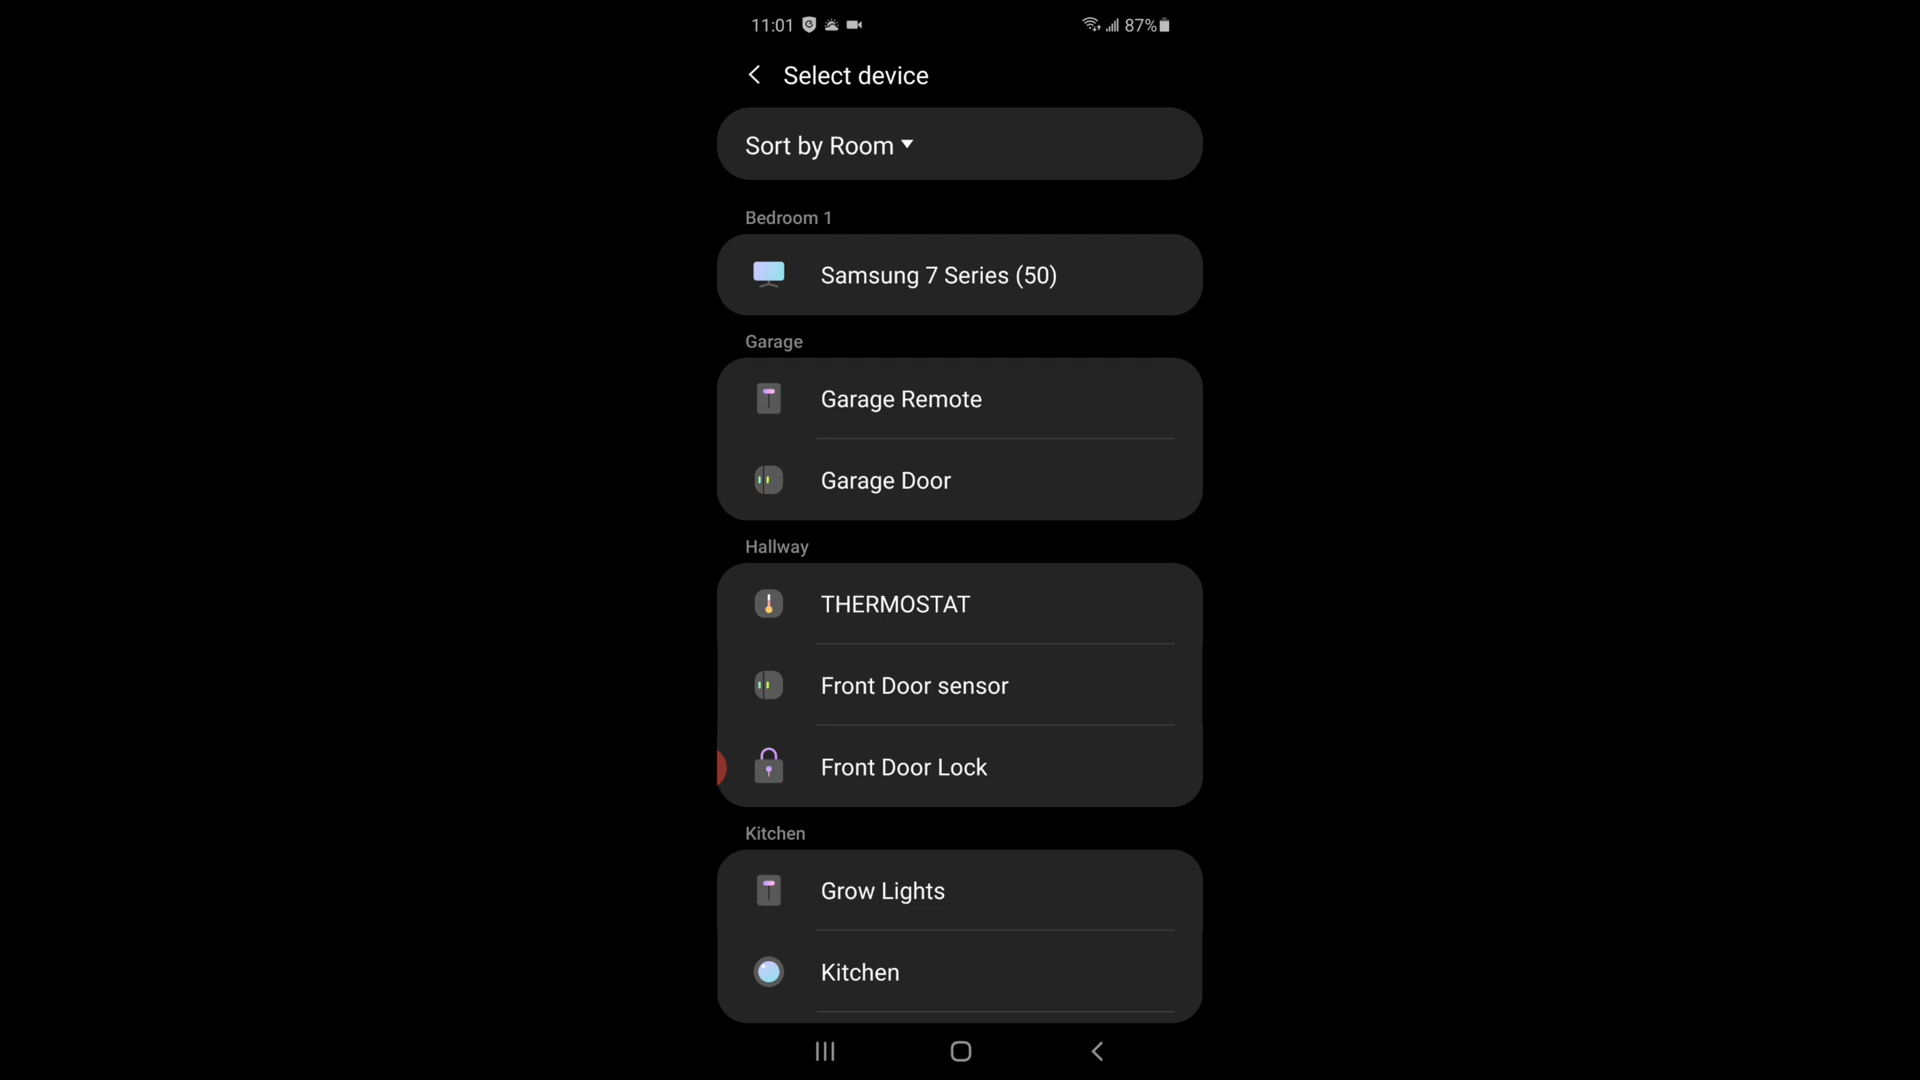 11:01 87%
Select device
Sort by Room
Bedroom 1
Samsung 7 Series (50)
Garage
Garage Remote
Garage Door
Hallway
THERMOSTAT
Front Door sensor
Front Door Lock
Kitchen
Grow Lights
Kitchen